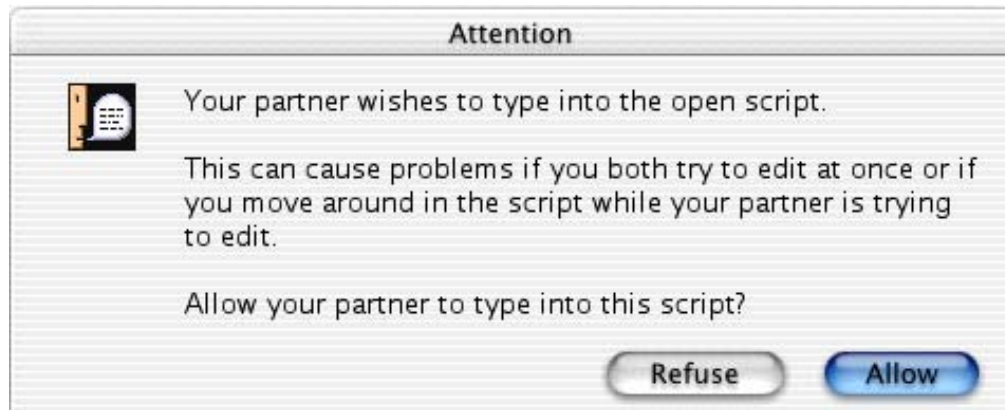 Attention
Your partner wishes to type into the open script.
This can cause problems if you both try to edit at once or if
you move around in the script while your partner is trying
to edit.
Allow your partner to type into this script?
Refuse Allow